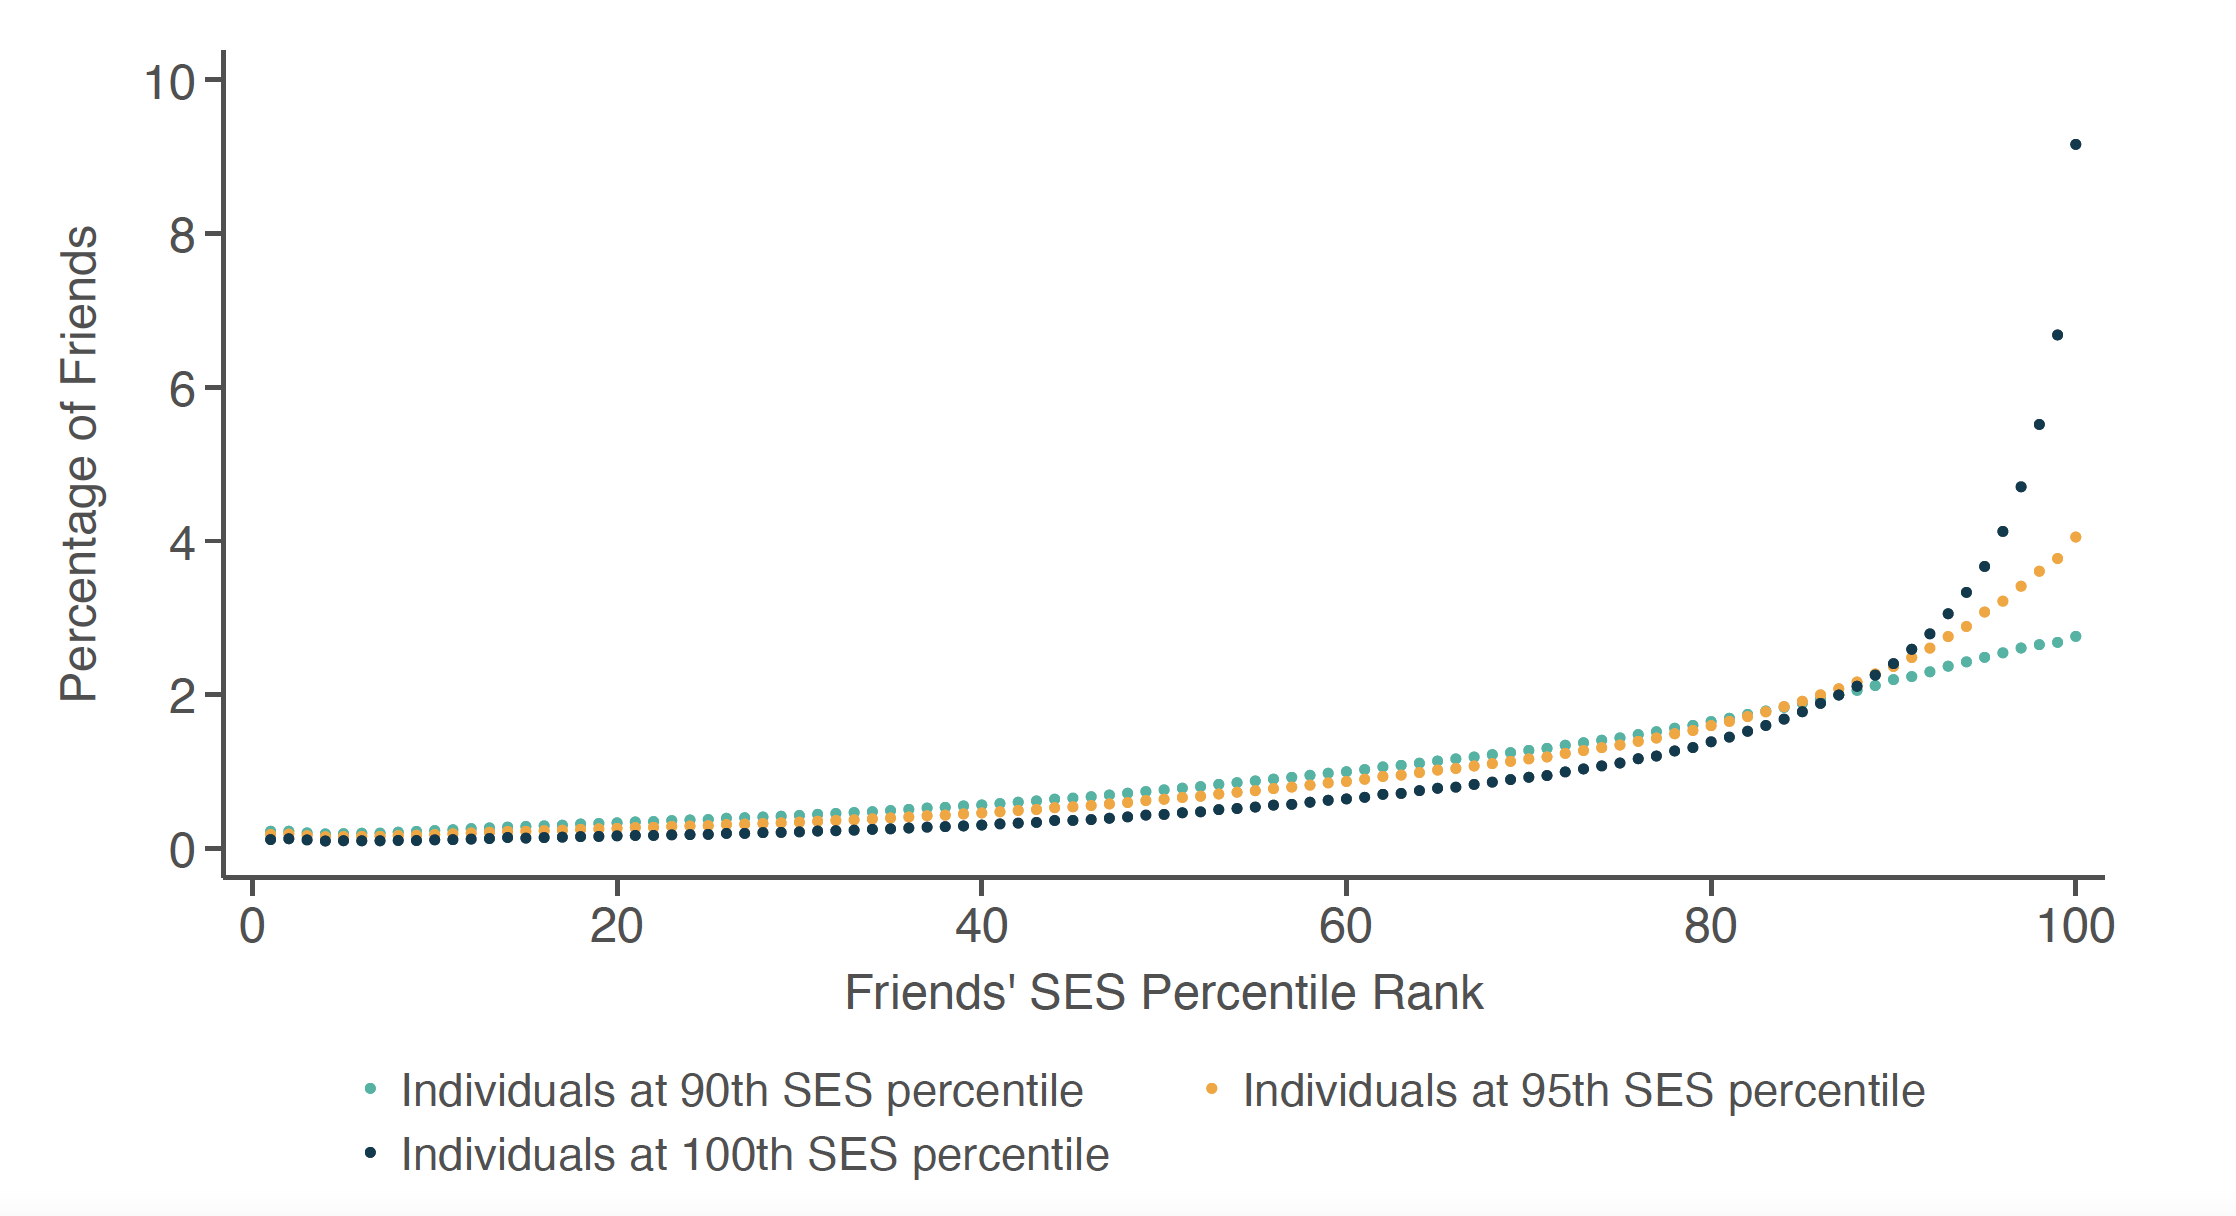 10
8
6
4
2
0
Percentage of Friends
0 20 40 60 80 100
Friends' SES Percentile Rank
Individuals at 90th SES percentile
Individuals at 95th SES percentile
Individuals at 100th SES percentile